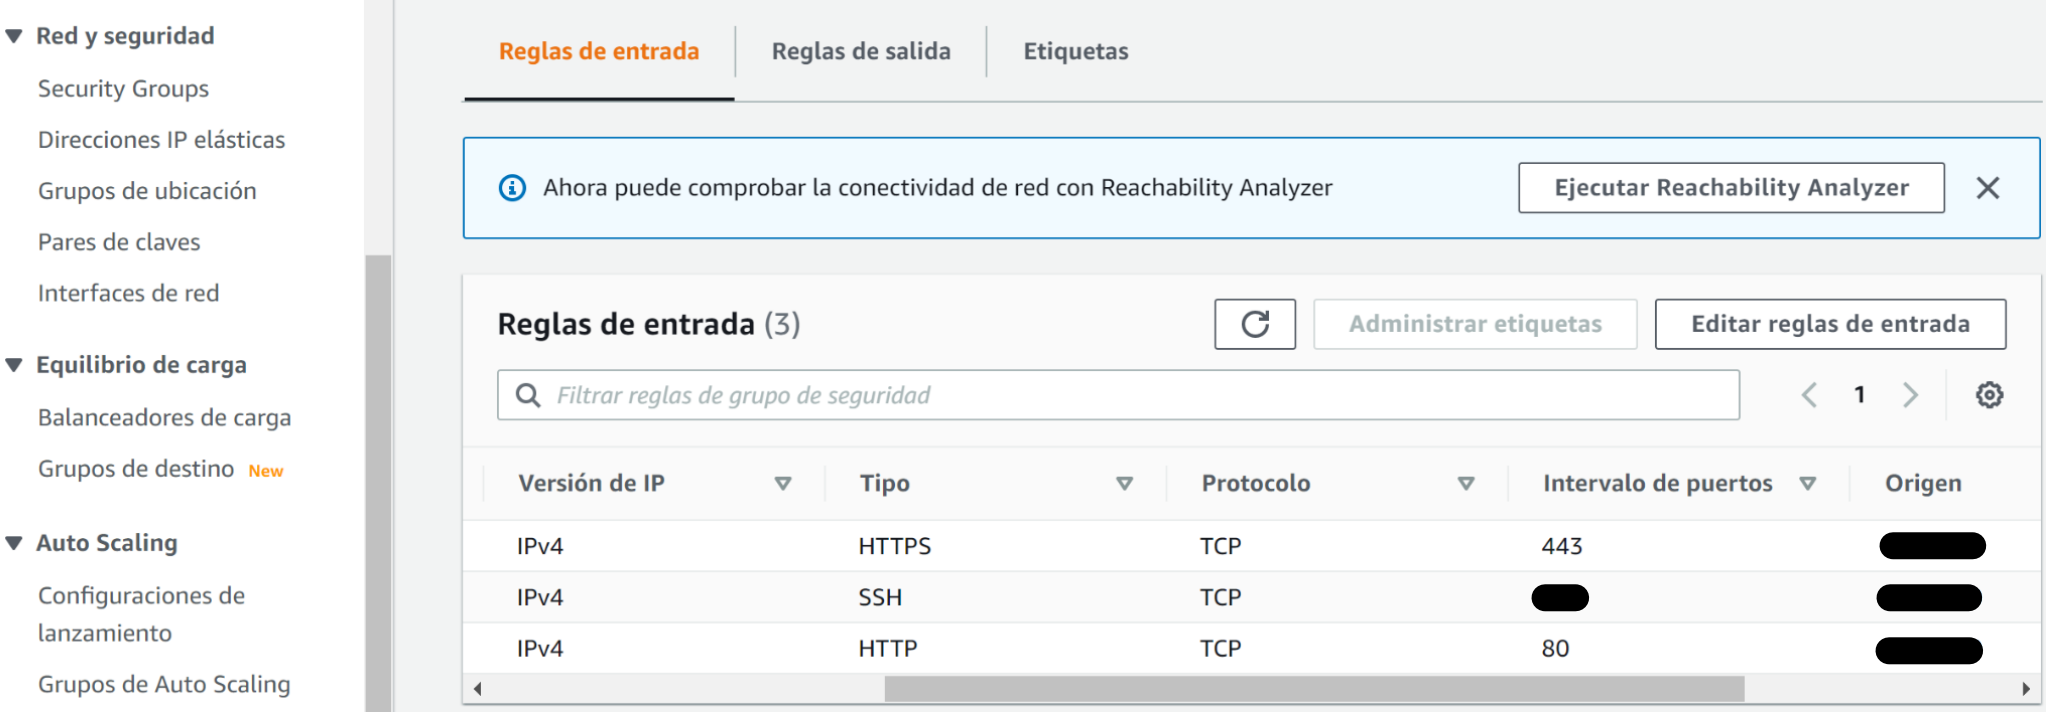 Red y seguridad
Security Groups
Direcciones IP elásticas
Grupos de ubicación
Pares de claves
Interfaces de red
Equilibrio de carga
Balanceadores de carga
Grupos de destino New
Auto Scaling
Configuraciones de
lanzamiento
Grupos de Auto Scaling
Reglas de entrada Reglas de salida Etiquetas
Ahora puede comprobar la conectividad de red con Reachability Analyzer Ejecutar Reachability Analyzer
Reglas de entrada (3) Administrar etiquetas Editar reglas de entrada
Filtrar reglas de grupo de seguridad 1
Versión de IP Tipo Protocolo Intervalo de puertos Origen
IPv4 HTTPS TCP 443
IPv4 SSH TCP
IPv4 HTTP TCP 80